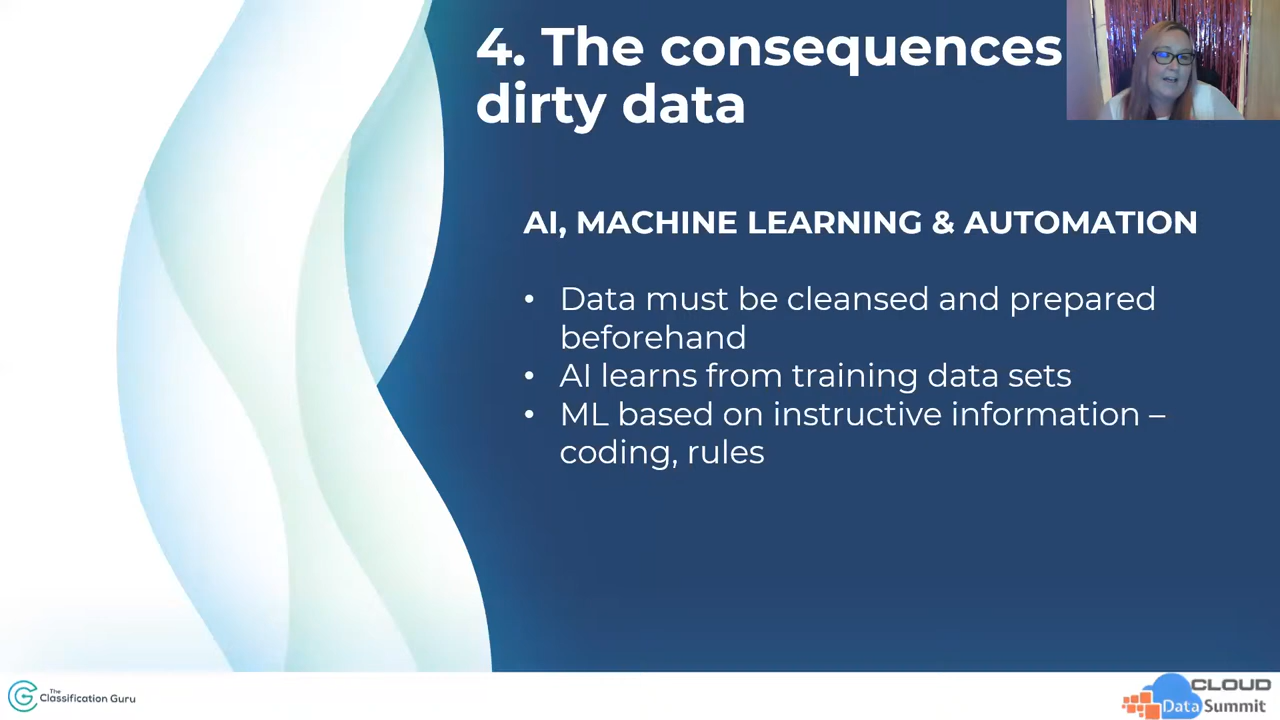 4. The consequences
dirty data
AI, MACHINE LEARNING & AUTOMATION
• Data must be cleansed and prepared
beforehand
• AI learns from training data sets
• ML based on instructive information –
coding, rules
The
Classification Guru
CLOUD
Data Summit